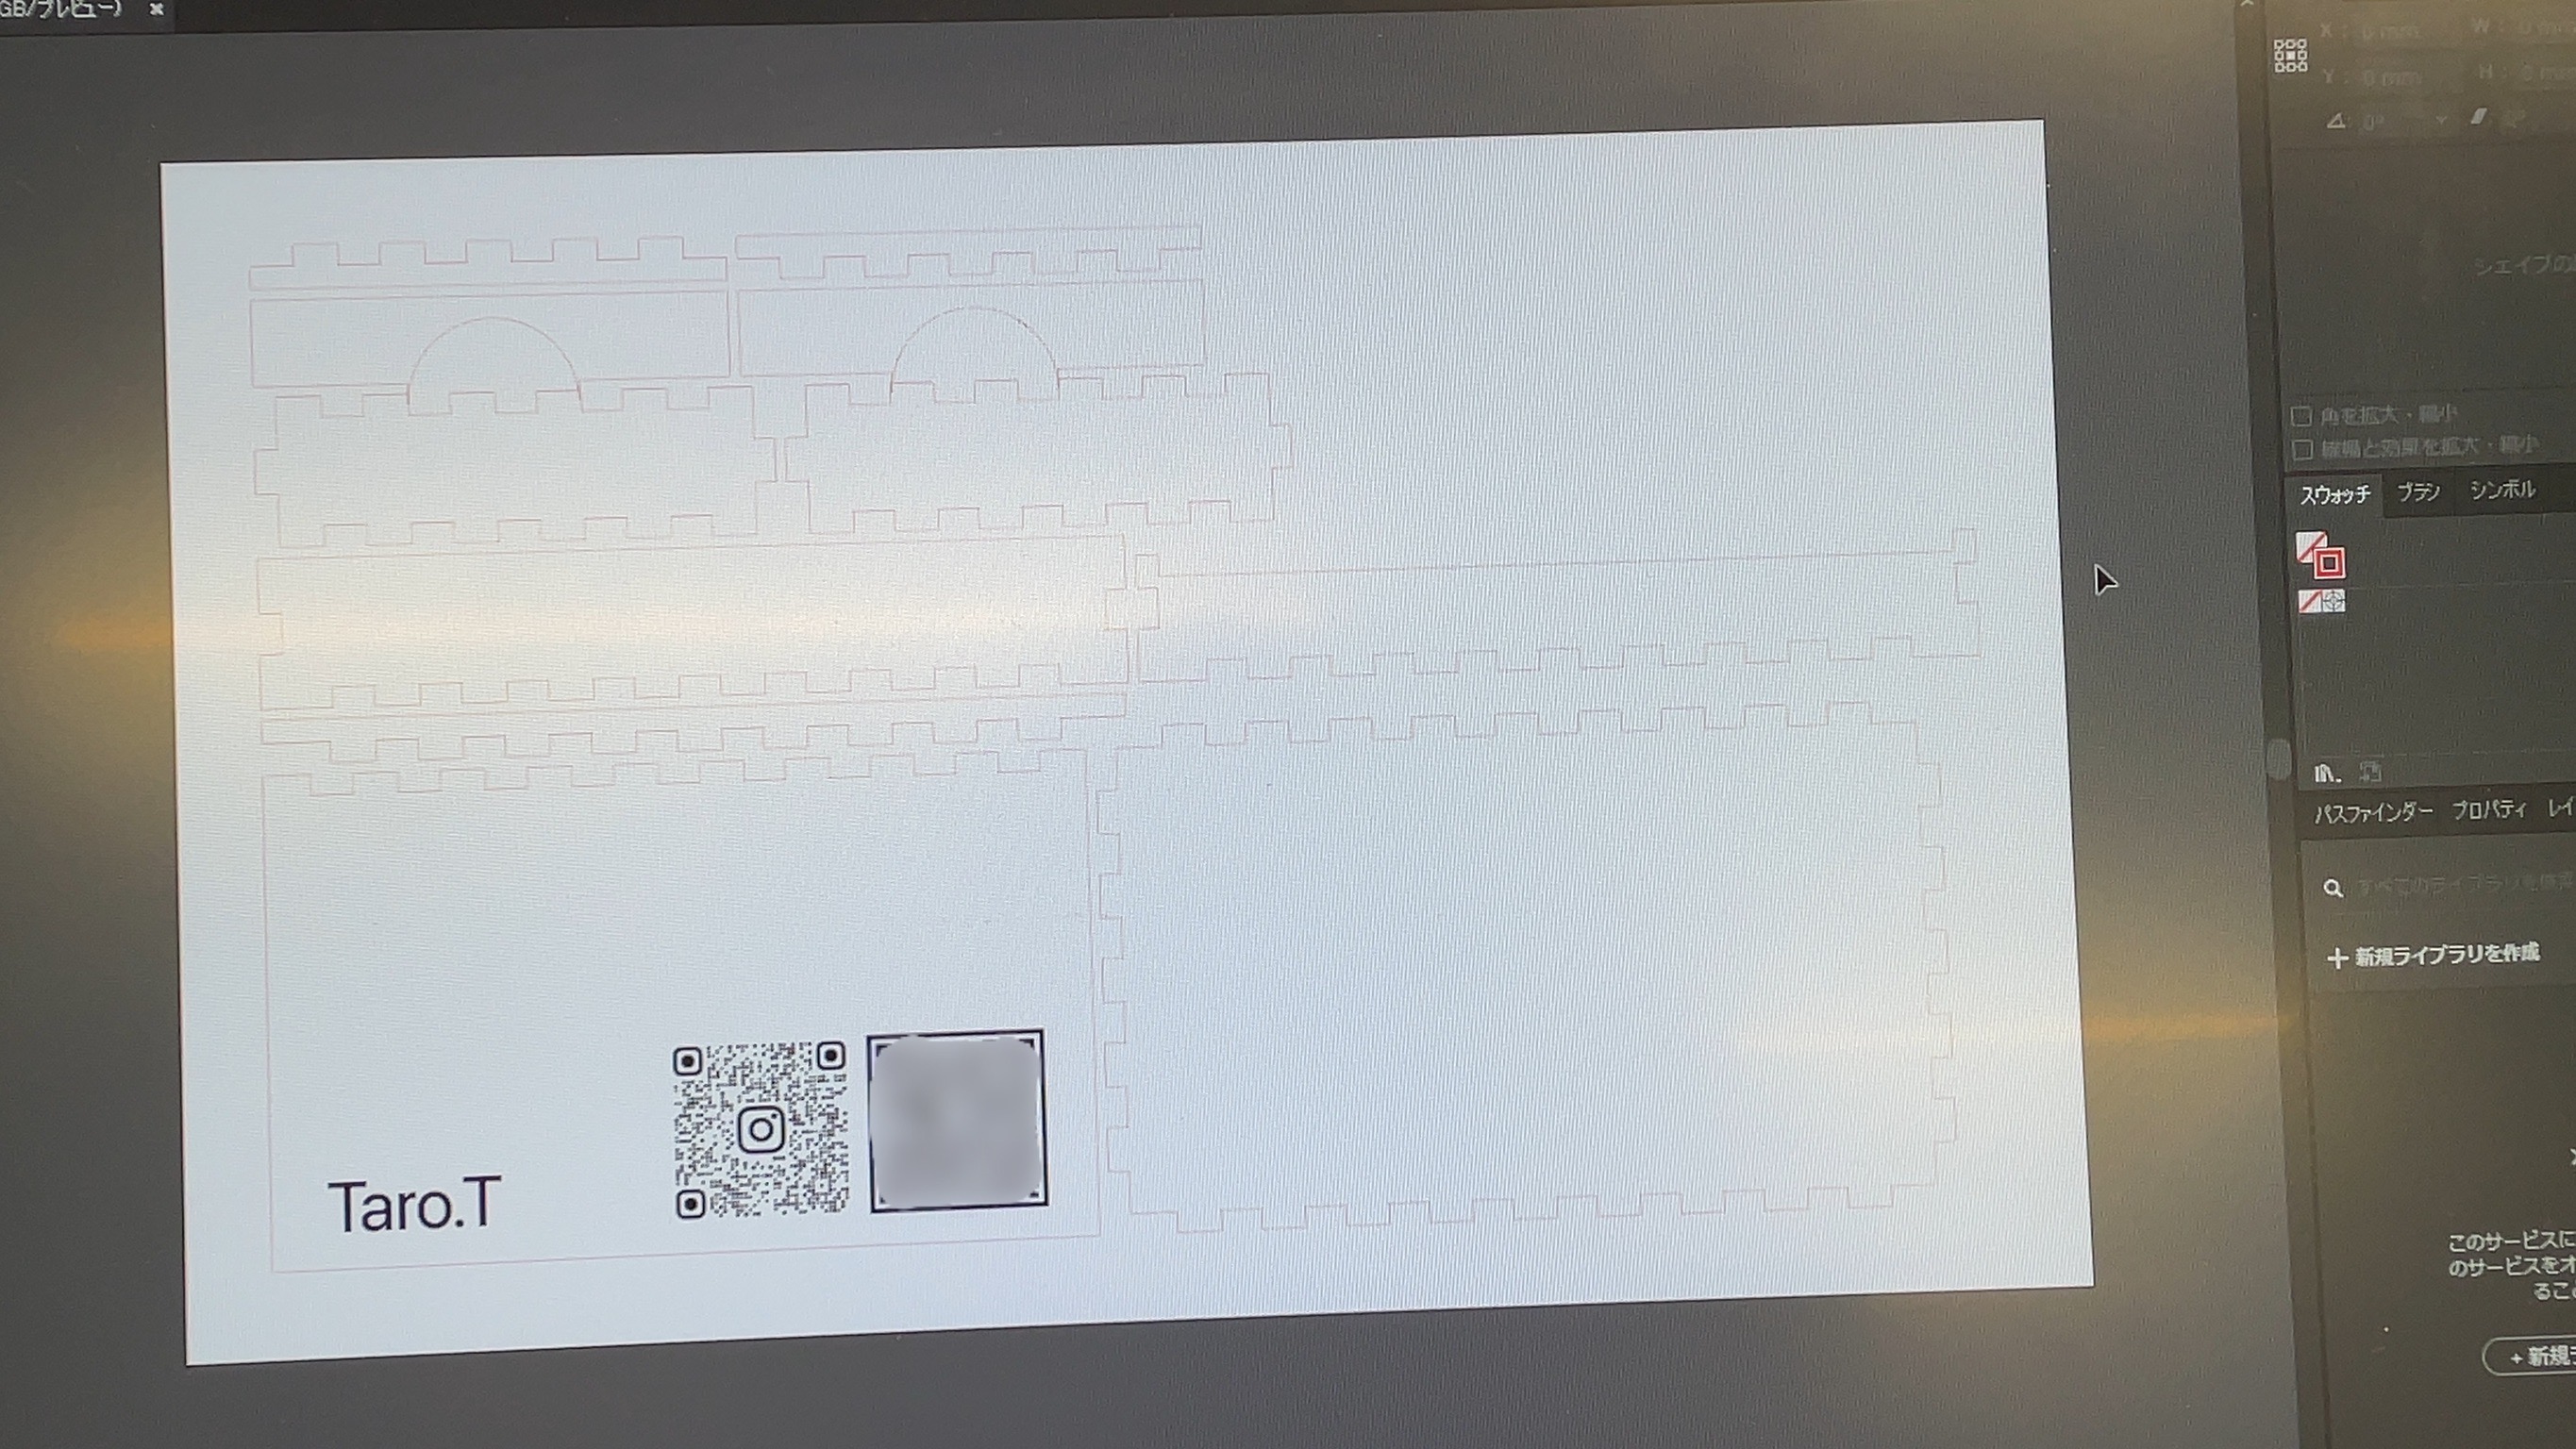 GB/プレビュー) ×
X : 0 mm
Y : 0 mm
0°
シェイプの
角を拡大・縮小
線幅と効果を拡大・縮小
スウォッチ ブラシ シンボル
パスファインダー プロパティ レイ
すべてのライブラリを検索
+ 新規ライブラリを作成
Taro.T
このサービスに
のサービスをオ
るこ
+ 新規